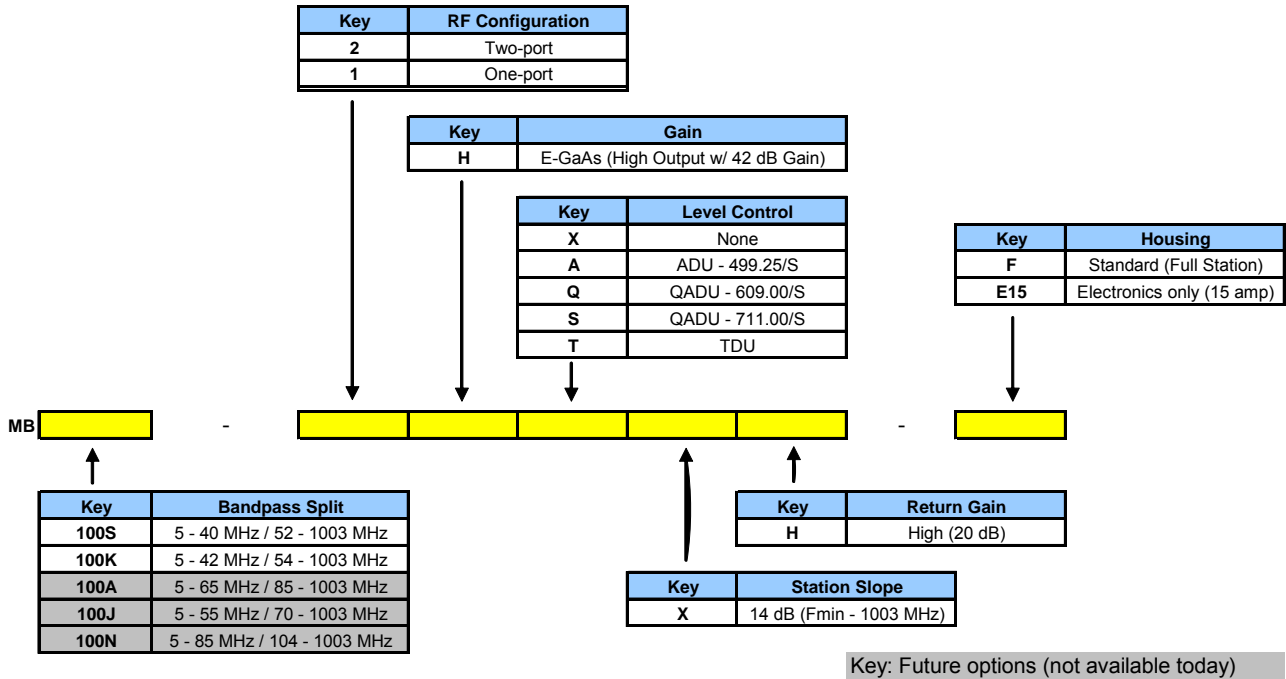 Key RF Configuration
2 Two-port
1 One-port
Key Gain
H E-GaAs (High Output w/ 42 dB Gain)
Key Level Control
X None
A ADU - 499.25/S
Q QADU - 609.00/S
S QADU - 711.00/S
T TDU
Key Housing
F Standard (Full Station)
E15 Electronics only (15 amp)
MB - -
Key Bandpass Split
100S 5 - 40 MHz / 52 - 1003 MHz
100K 5 - 42 MHz / 54 - 1003 MHz
100A 5 - 65 MHz / 85 - 1003 MHz
100J 5 - 55 MHz / 70 - 1003 MHz
100N 5 - 85 MHz / 104 - 1003 MHz
Key Return Gain
H High (20 dB)
Key Station Slope
X 14 dB (Fmin - 1003 MHz)
Key: Future options (not available today)